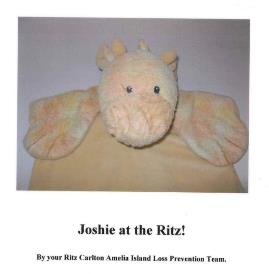 Joshie at the Ritz!
By your Ritz Carlton Amelia Island Loss Prevention Team.